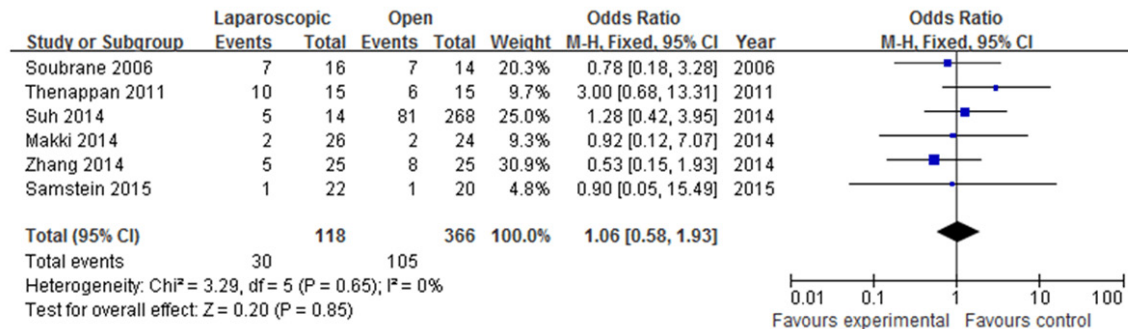 Laparoscopic Open Odds Ratio Odds Ratio
Study or Subgroup Events Total Events Total Weight M-H, Fixed, 95% CI Year M-H, Fixed, 95% CI
Soubrane 2006 7 16 7 14 20.3% 0.78 [0.18, 3.28] 2006
Thenappan 2011 10 15 6 15 9.7% 3.00 [0.68, 13.31] 2011
Suh 2014 5 14 81 268 25.0% 1.28 [0.42, 3.95] 2014
Makki 2014 2 26 2 24 9.3% 0.92 [0.12, 7.07] 2014
Zhang 2014 5 25 8 25 30.9% 0.53 [0.15, 1.93] 2014
Samstein 2015 1 22 1 20 4.8% 0.90 [0.05, 15.49] 2015
Total (95% CI) 118 366 100.0% 1.06 [0.58, 1.93]
Total events 30 105
Heterogeneity: Chi² = 3.29, df = 5 (P = 0.65); I² = 0%
Test for overall effect: Z = 0.20 (P = 0.85)
0.01 0.1 1 10 100
Favours experimental Favours control